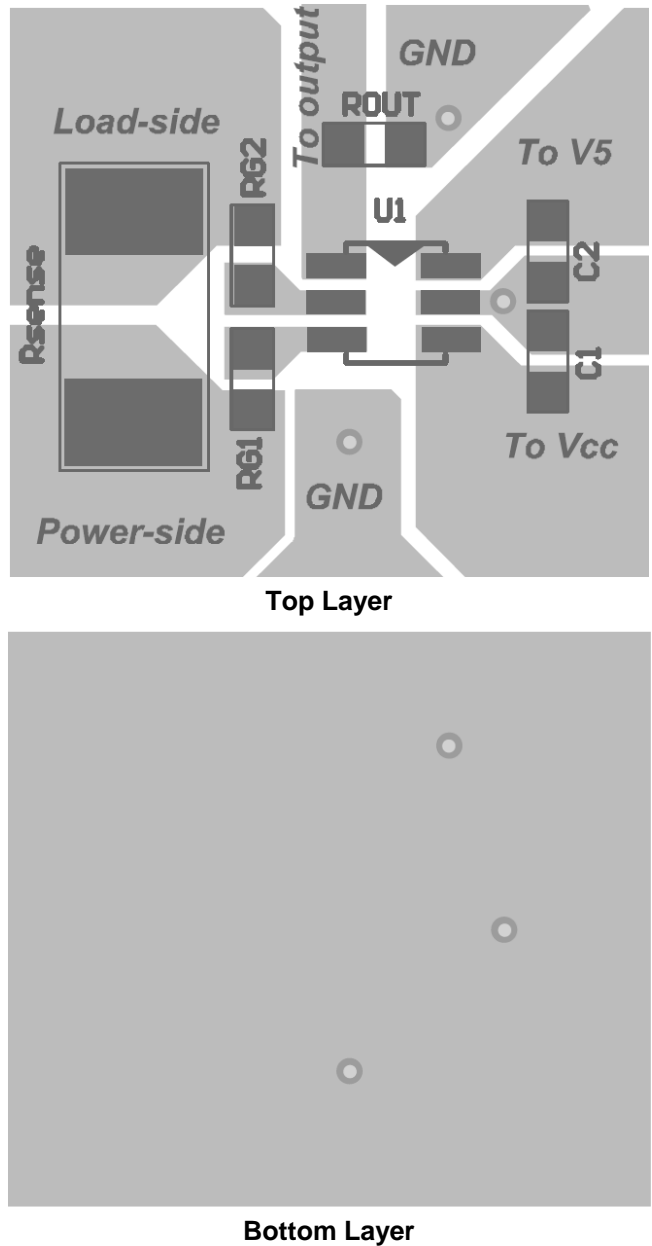 To output
GND
ROUT
Load-side
RG2
To V5
U1
Rsense
C2
C1
RG1
To Vcc
GND
Power-side
Top Layer
Bottom Layer